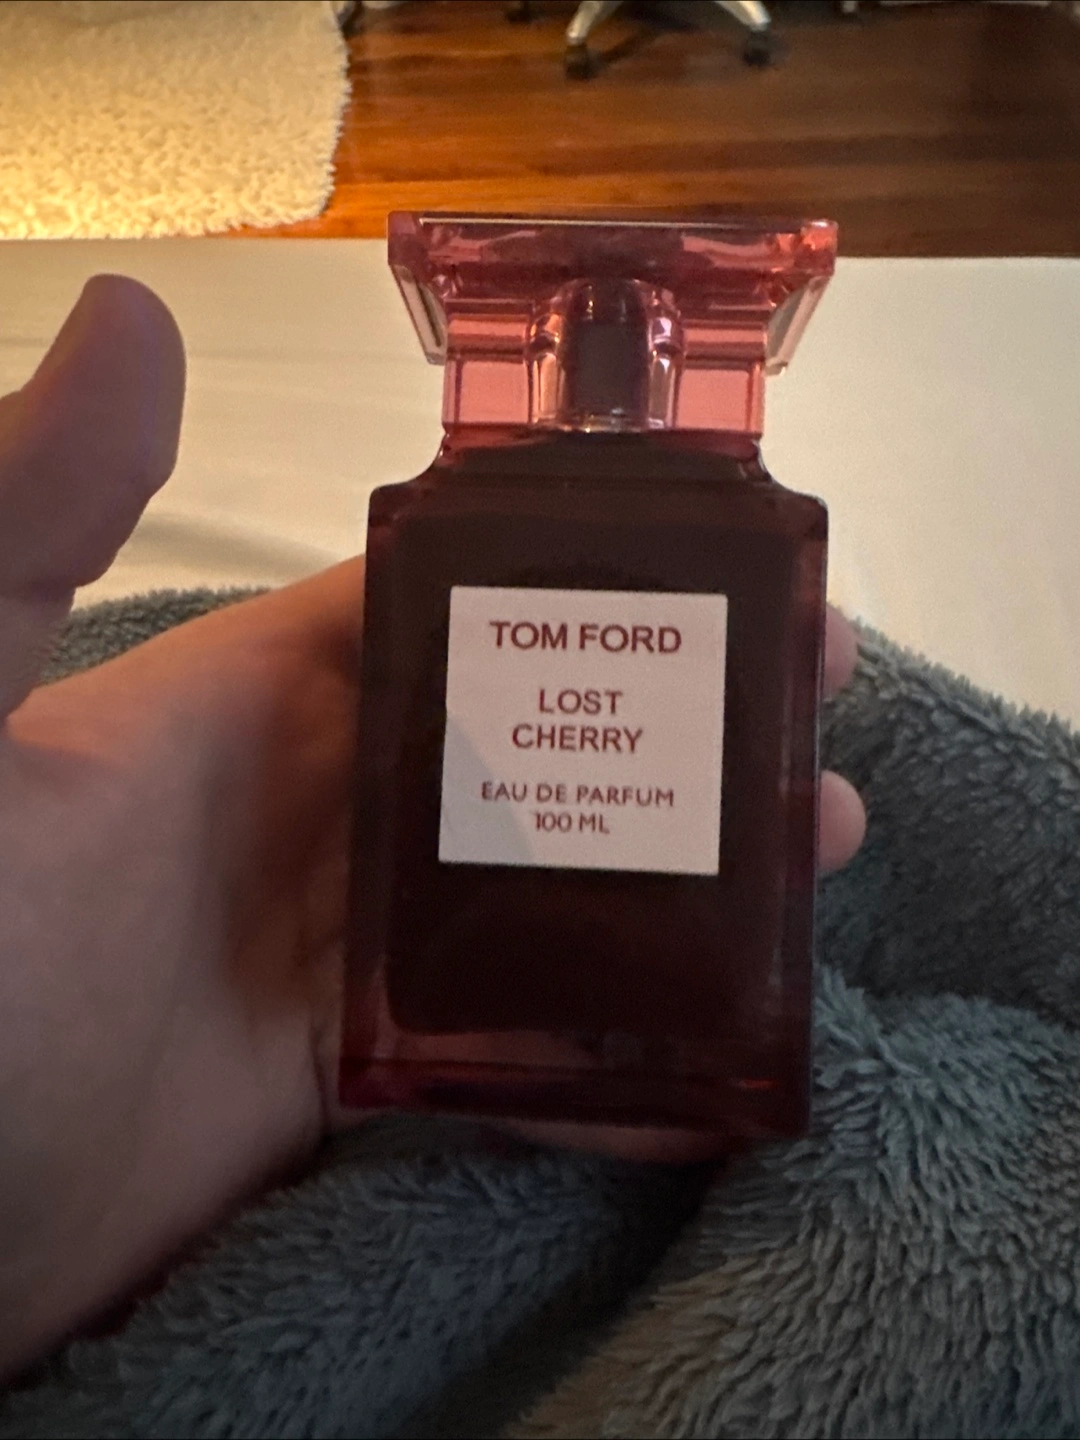 TOM FORD
LOST
CHERRY
EAU DE PARFUM
100 ML